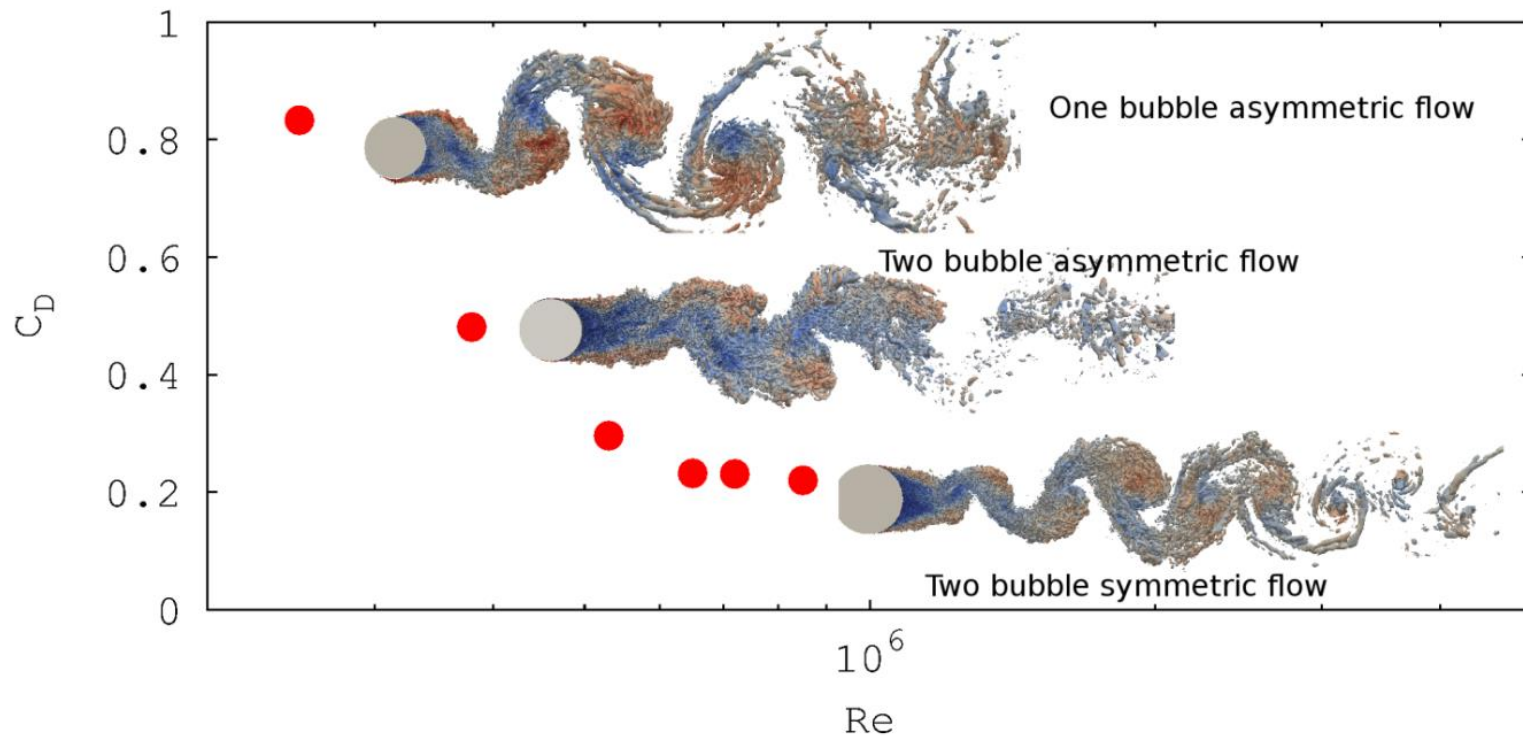 1
One bubble asymmetric flow
0.8
Two bubble asymmetric flow
0.6
C_D
0.4
0.2
Two bubble symmetric flow
0
10^6
Re